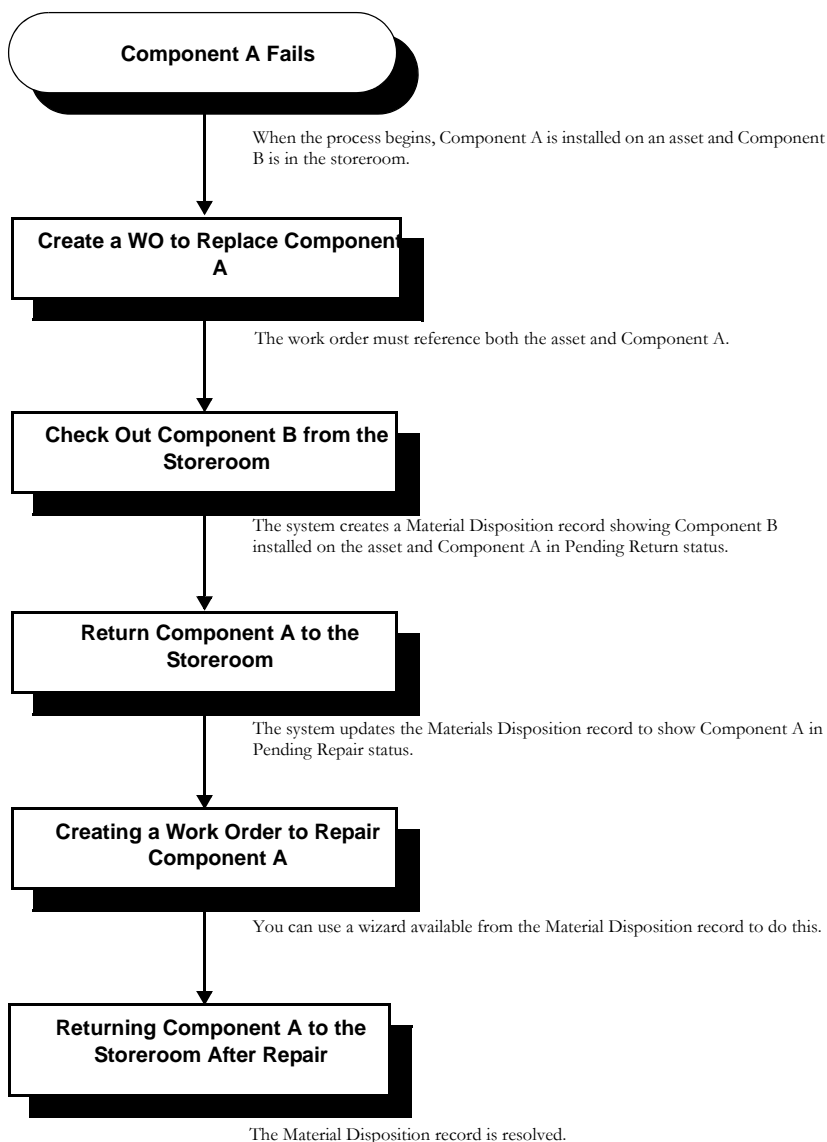 Component A Fails
When the process begins, Component A is installed on an asset and Component
B is in the storeroom.
Create a WO to Replace Component
A
The work order must reference both the asset and Component A.
Check Out Component B from the
Storeroom
The system creates a Material Disposition record showing Component B
installed on the asset and Component A in Pending Return status.
Return Component A to the
Storeroom
The system updates the Materials Disposition record to show Component A in
Pending Repair status.
Creating a Work Order to Repair
Component A
You can use a wizard available from the Material Disposition record to do this.
Returning Component A to the
Storeroom After Repair
The Material Disposition record is resolved.